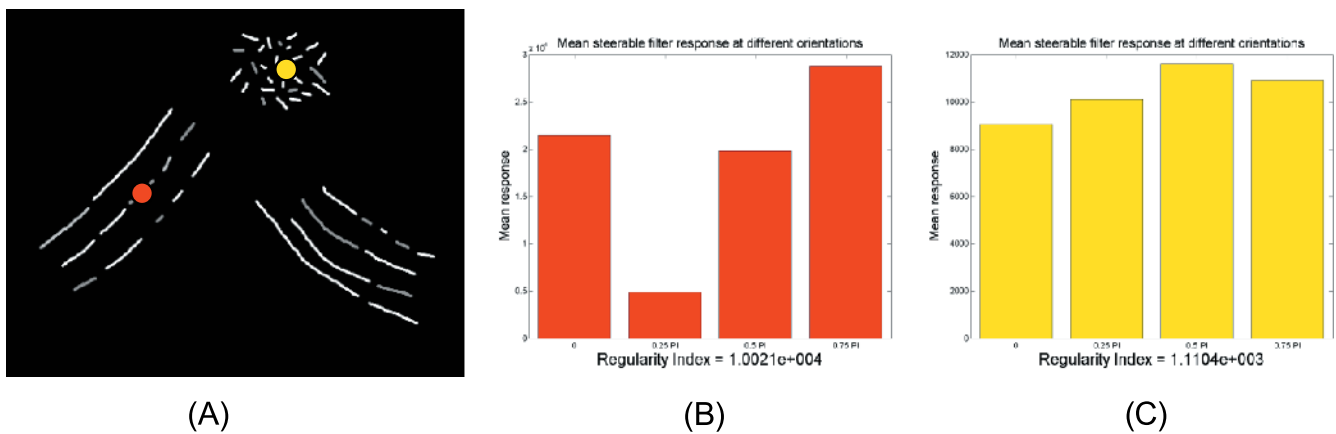 Mean steerable filter response at different orientations
3
2.5
2
1.5
1
0.5
0
Mean response
0
0.25 PI
0.5 PI
0.75 PI
Regularity Index = 1.0021e+004
Mean steerable filter response at different orientations
12000
10000
8000
6000
4000
2000
0
Mean response
0
0.25 PI
0.5 PI
0.75 PI
Regularity Index = 1.1104e+003
(A)
(B)
(C)